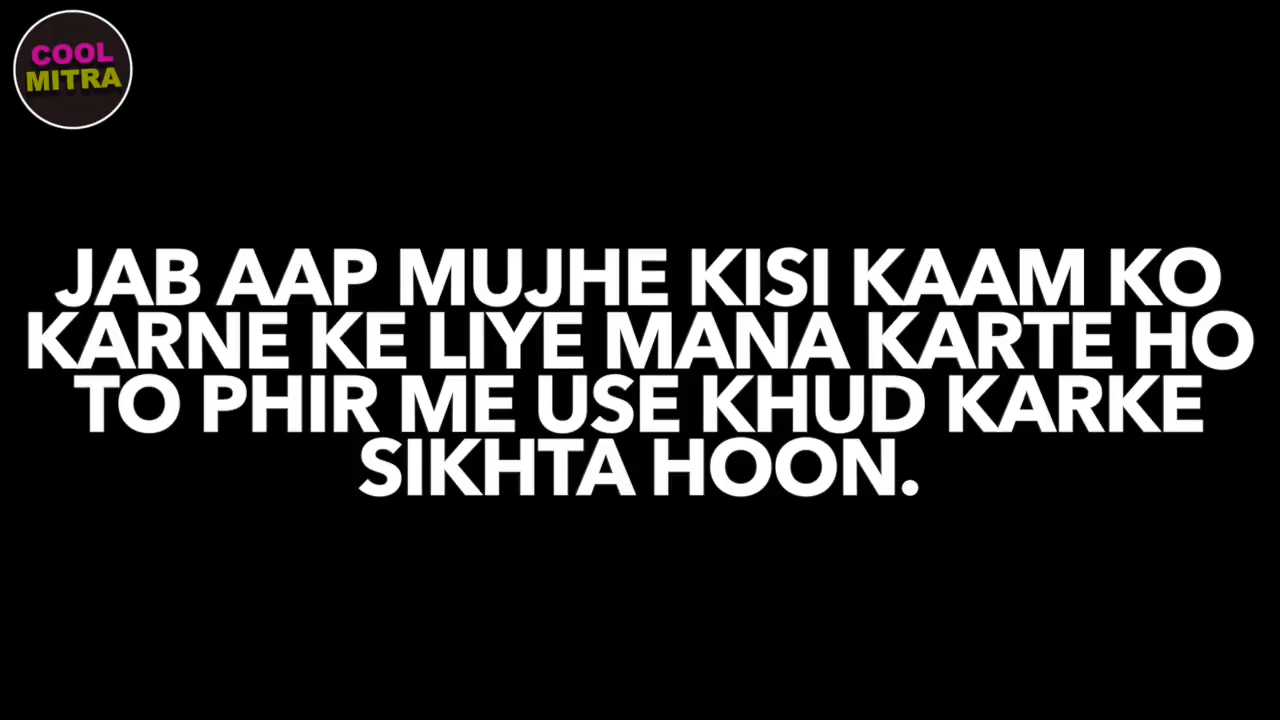 COOL
MITRA
JAB AAP MUJHE KISI KAAM KO
KARNE KE LIYE MANA KARTE HO
TO PHIR ME USE KHUD KARKE
SIKHTA HOON.